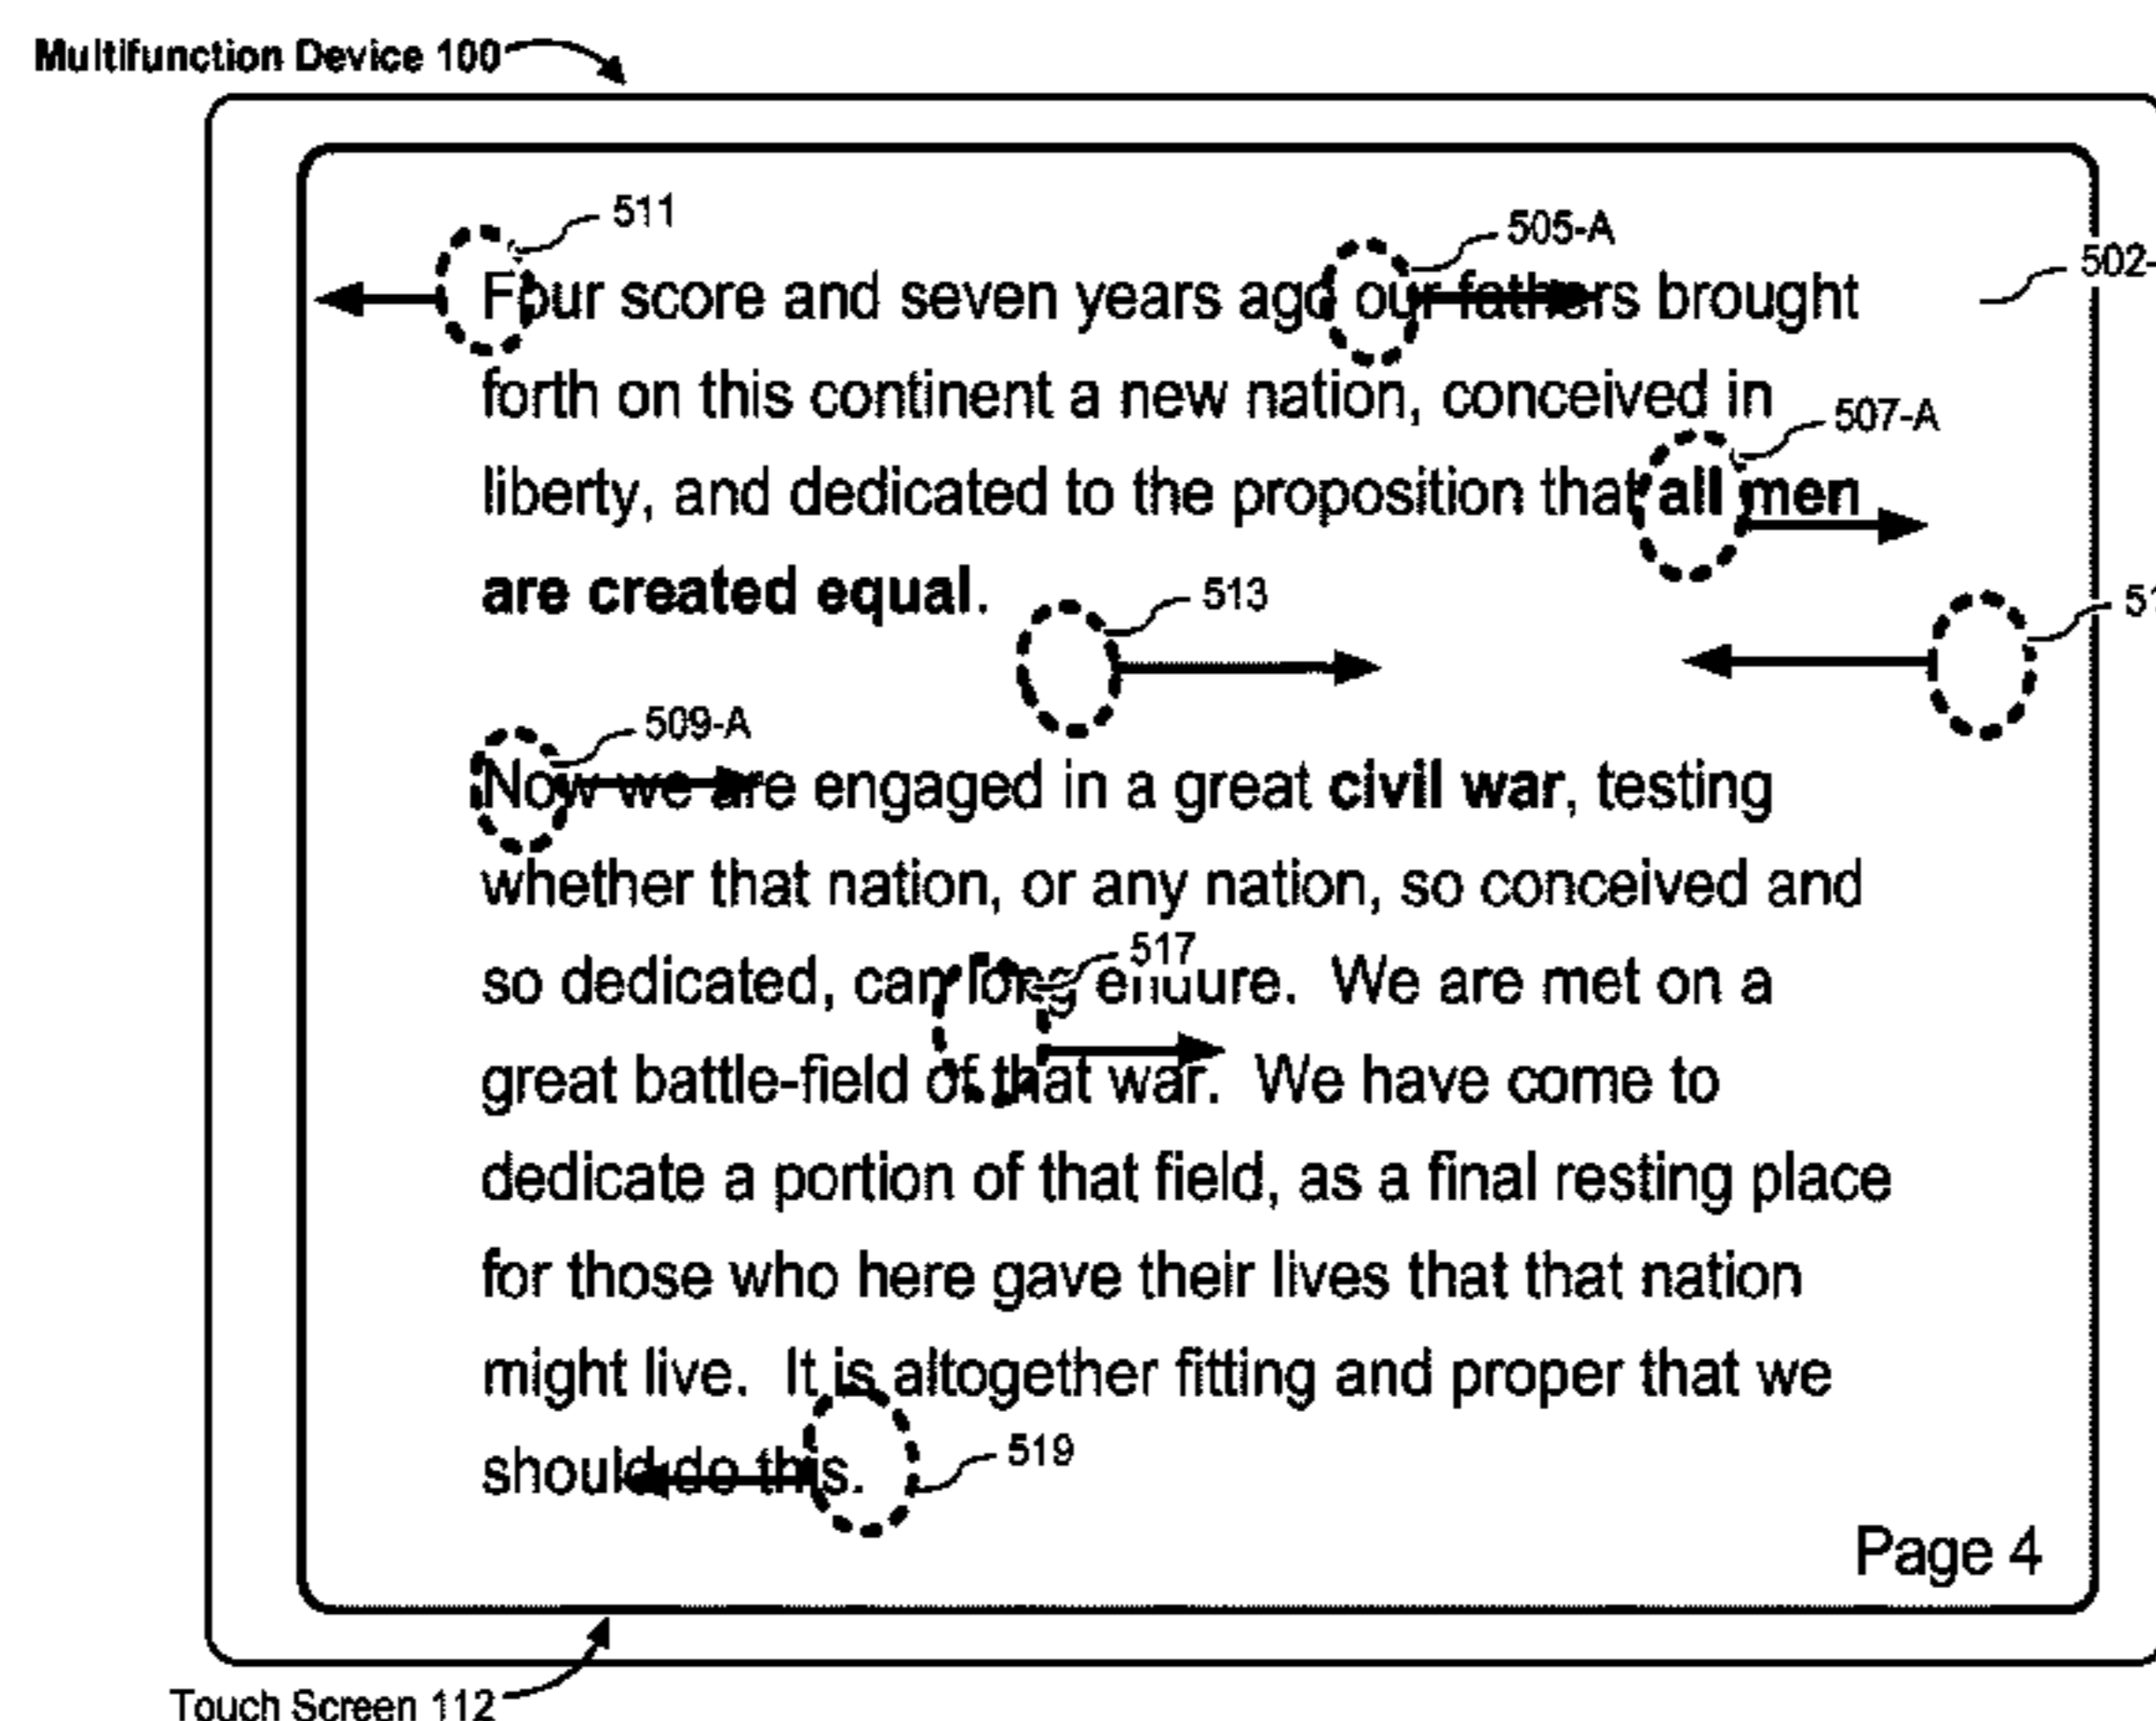 Multifunction Device 100
511
505-A
502-
Four score and seven years ago our fathers brought
forth on this continent a new nation, conceived in
507-A
liberty, and dedicated to the proposition that all men
are created equal.
513
509-A
Now we are engaged in a great civil war, testing
whether that nation, or any nation, so conceived and
517
so dedicated, can long endure. We are met on a
great battle-field of that war. We have come to
dedicate a portion of that field, as a final resting place
for those who here gave their lives that that nation
might live. It is altogether fitting and proper that we
should do this.
519
Page 4
Touch Screen 112